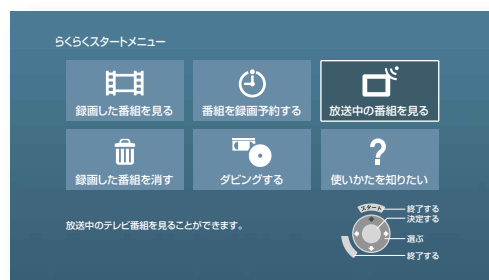 らくらくスタートメニュー
録画した番組を見る
番組を録画予約する
放送中の番組を見る
録画した番組を消す
ダビングする
?
使いかたを知りたい
放送中のテレビ番組を見ることができます。
スタート
終了する
決定する
選ぶ
終了する